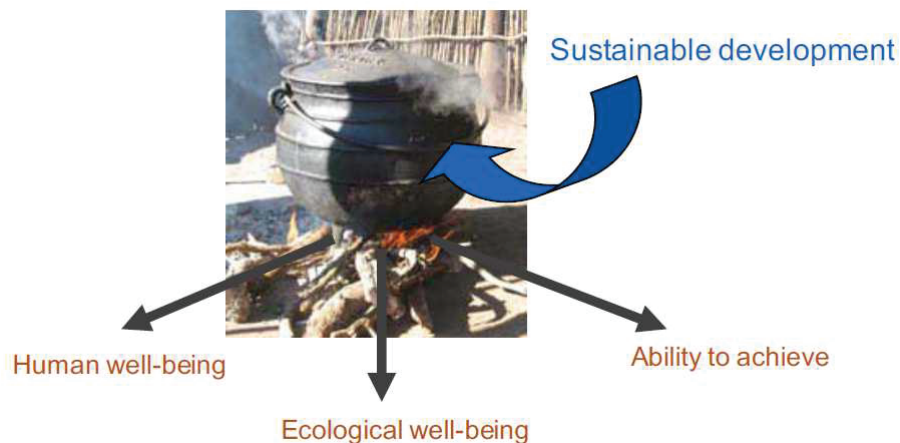 Sustainable development
Human well-being
Ability to achieve
Ecological well-being